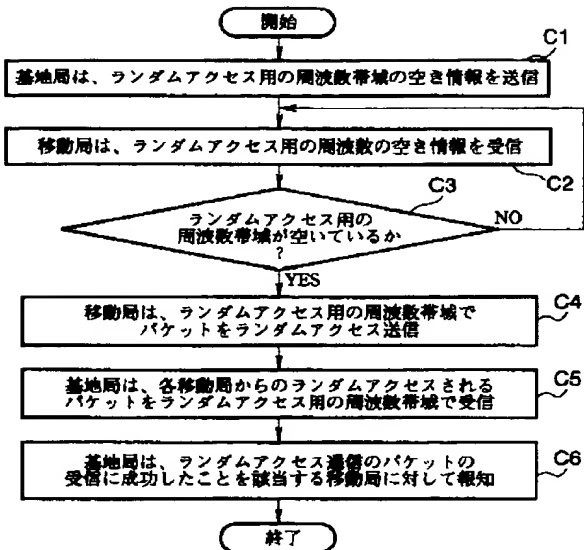 開始
C1
基地局は、ランダムアクセス用の周波数帯域の空き情報を送信
移動局は、ランダムアクセス用の周波数の空き情報を受信
C2
C3
ランダムアクセス用の
周波数帯域が空いているか
?
NO
YES
移動局は、ランダムアクセス用の周波数帯域で
パケットをランダムアクセス送信
C4
基地局は、各移動局からのランダムアクセスされる
パケットをランダムアクセス用の周波数帯域で受信
C5
基地局は、ランダムアクセス通信のパケットの
受信に成功したことを該当する移動局に対して報知
C6
終了